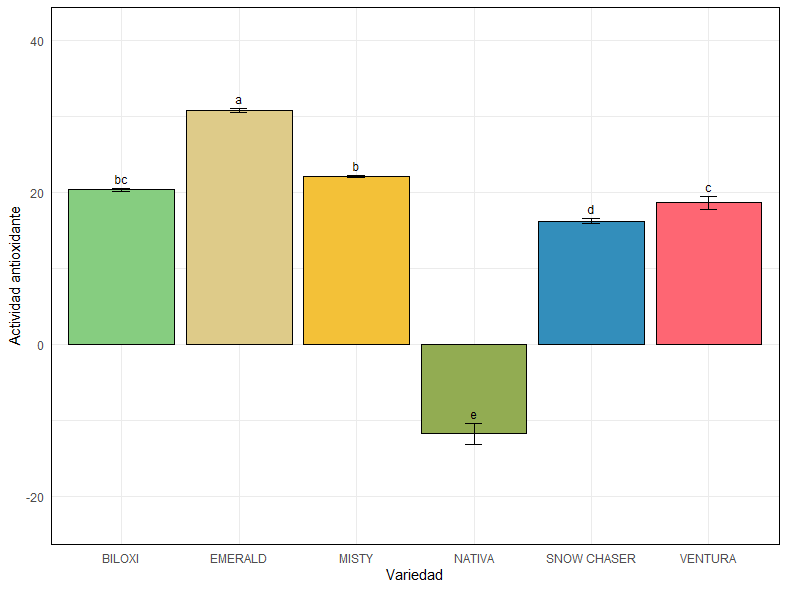 40
20
0
-20
Actividad antioxidante
bc
a
b
e
d
c
BILOXI EMERALD MISTY NATIVA SNOW CHASER VENTURA
Variedad